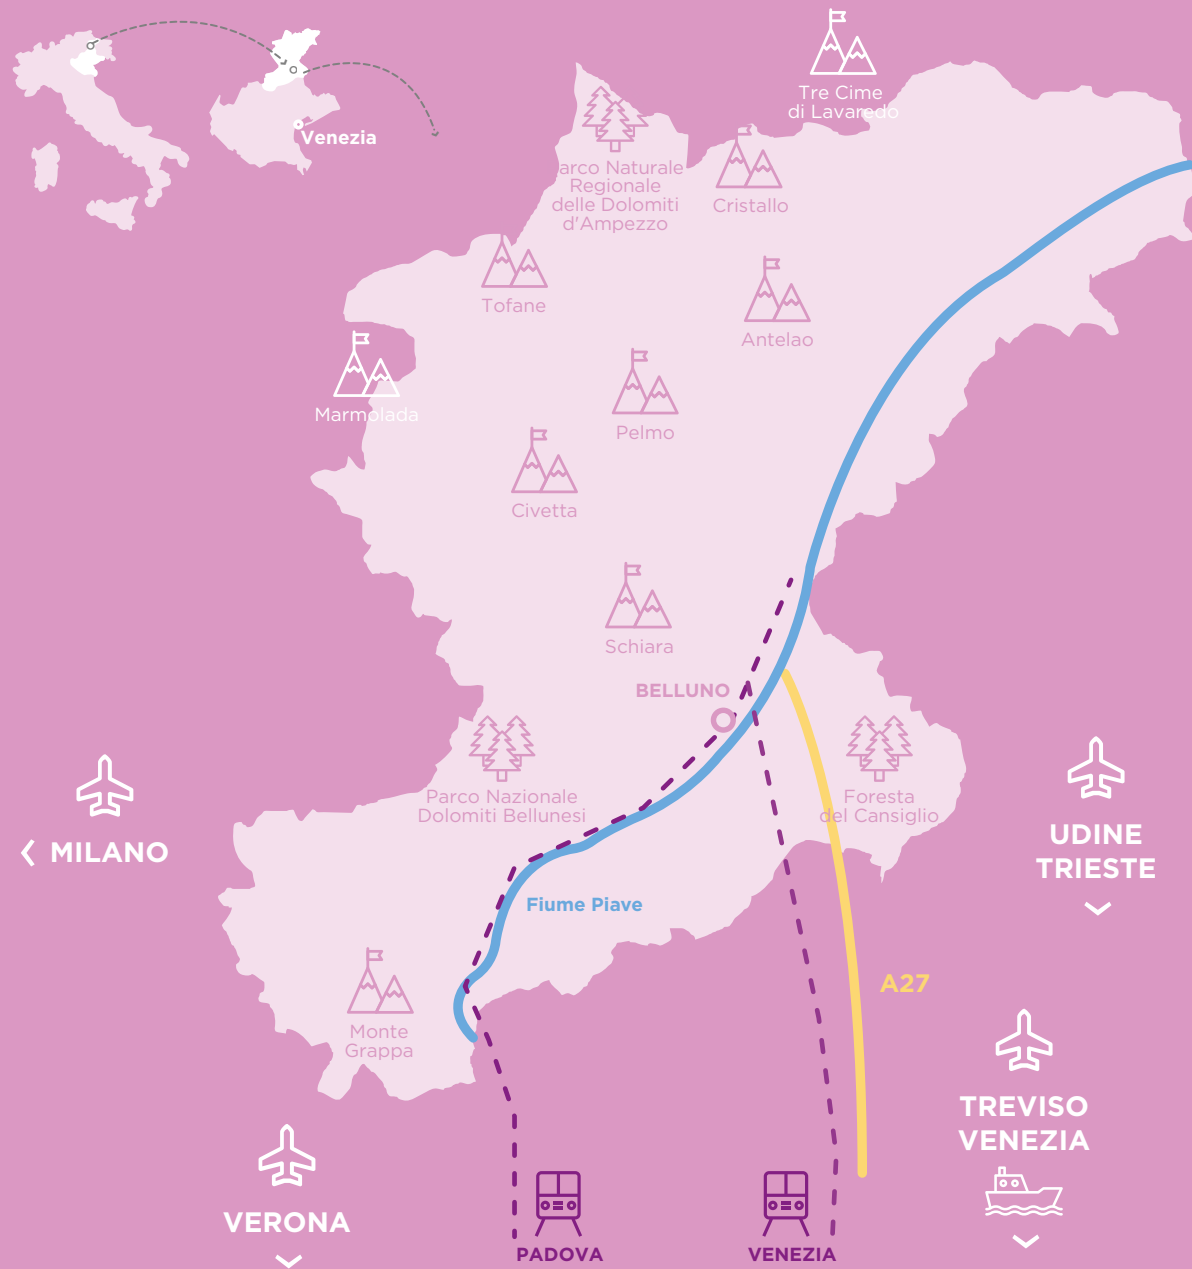 Tre Cime
di Lavaredo
Venezia
arco Naturale
Regionale
delle Dolomiti
d'Ampezzo
Cristallo
Tofane
Antelao
Marmolada
Pelmo
Civetta
Schiara
BELLUNO
Parco Nazionale
Dolomiti Bellunesi
Foresta
del Cansiglio
MILANO
UDINE
TRIESTE
Fiume Piave
A27
Monte
Grappa
TREVISO
VENEZIA
VERONA
PADOVA
VENEZIA